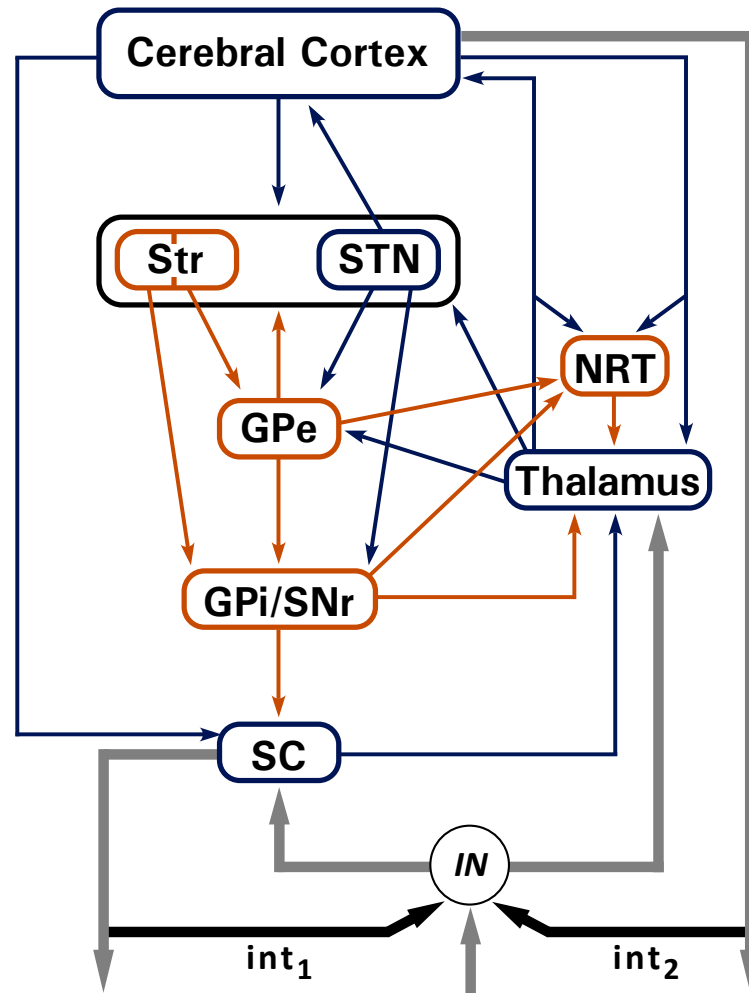 Cerebral Cortex
Str
STN
NRT
GPe
Thalamus
GPi/SNr
SC
IN
int₁
int₂